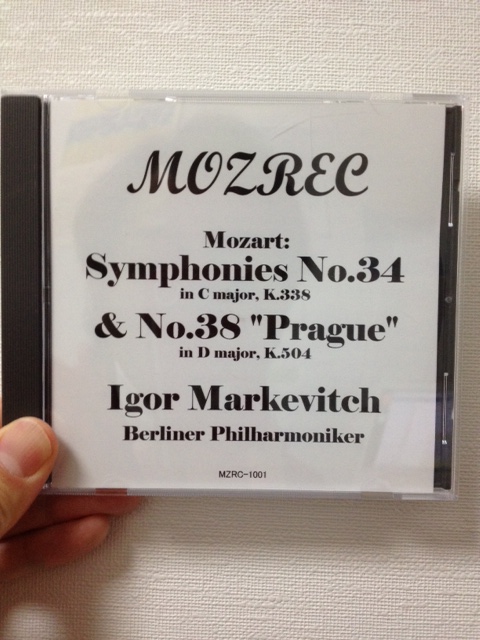 MOZREC
Mozart:
Symphonies No.34
in C major, K.338
& No.38 "Prague"
in D major, K.504
Igor Markevitch
Berliner Philharmoniker
MZRC-1001